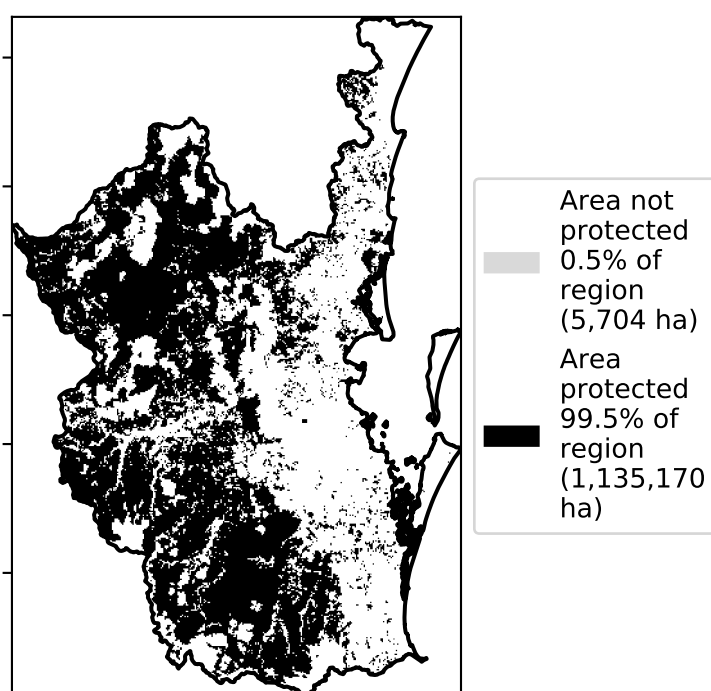 Area not
protected
0.5% of
region
(5,704 ha)
Area
protected
99.5% of
region
(1,135,170
ha)